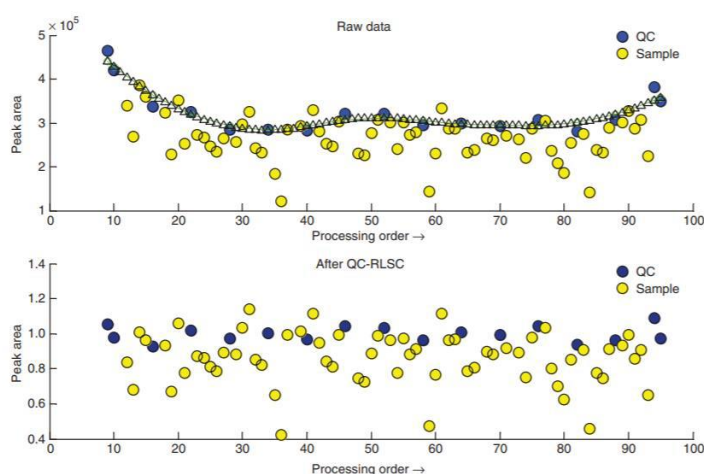 × 10⁵
Raw data
5
QC
Sample
4
Peak area
3
2
1
0 10 20 30 40 50 60 70 80 90 100
Processing order →
After QC-RLSC
1.4
QC
Sample
1.2
Peak area
1.0
0.8
0.6
0.4
0 10 20 30 40 50 60 70 80 90 100
Processing order →